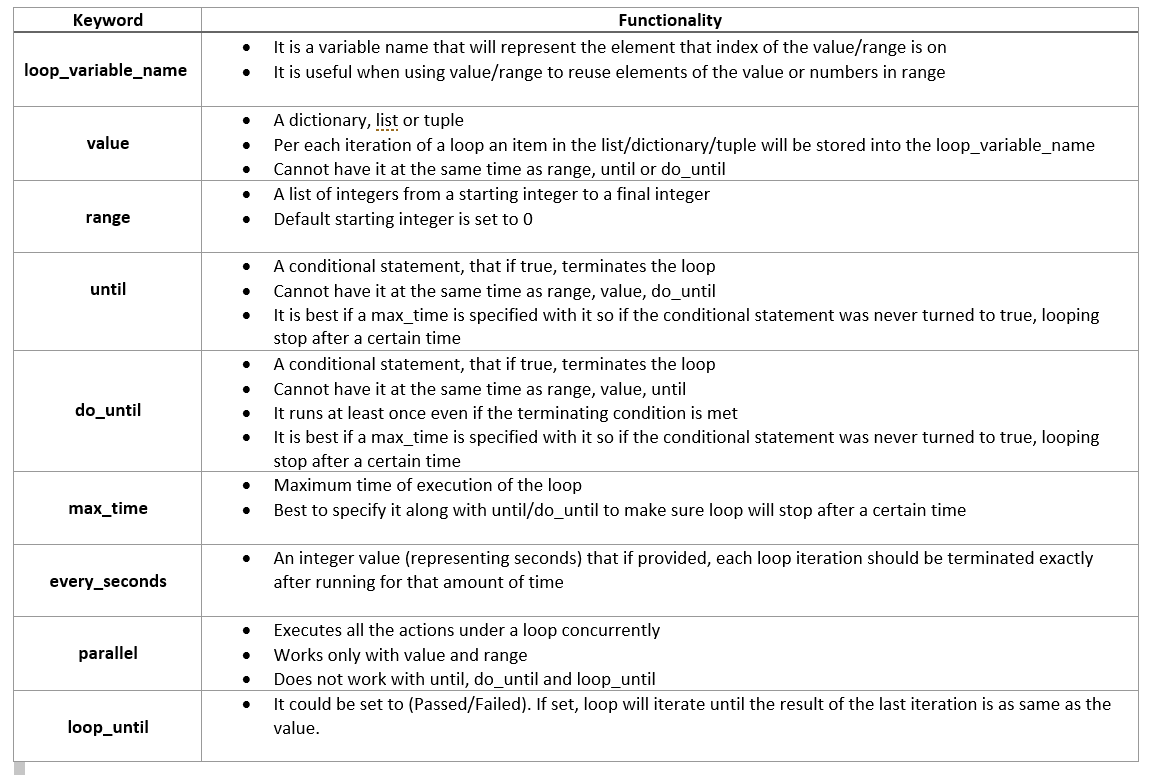 Keyword Functionality
loop_variable_name
• It is a variable name that will represent the element that index of the value/range is on
• It is useful when using value/range to reuse elements of the value or numbers in range
value
• A dictionary, list or tuple
• Per each iteration of a loop an item in the list/dictionary/tuple will be stored into the loop_variable_name
• Cannot have it at the same time as range, until or do_until
range
• A list of integers from a starting integer to a final integer
• Default starting integer is set to 0
until
• A conditional statement, that if true, terminates the loop
• Cannot have it at the same time as range, value, do_until
• It is best if a max_time is specified with it so if the conditional statement was never turned to true, looping
stop after a certain time
do_until
• A conditional statement, that if true, terminates the loop
• Cannot have it at the same time as range, value, until
• It runs at least once even if the terminating condition is met
• It is best if a max_time is specified with it so if the conditional statement was never turned to true, looping
stop after a certain time
max_time
• Maximum time of execution of the loop
• Best to specify it along with until/do_until to make sure loop will stop after a certain time
every_seconds
• An integer value (representing seconds) that if provided, each loop iteration should be terminated exactly
after running for that amount of time
parallel
• Executes all the actions under a loop concurrently
• Works only with value and range
• Does not work with until, do_until and loop_until
loop_until
• It could be set to (Passed/Failed). If set, loop will iterate until the result of the last iteration is as same as the
value.